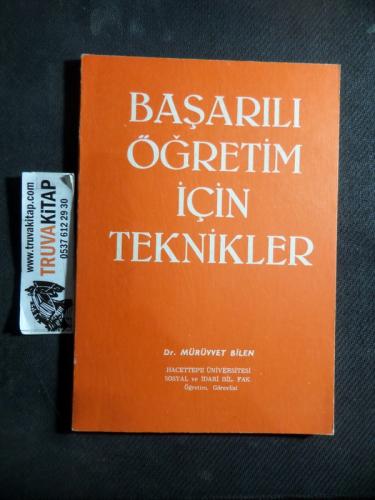 BAŞARILI
ÖĞRETİM
İÇİN
TEKNİKLER
Dr. MÜRÜVVET BİLEN
HACETTEPE ÜNİVERSİTESİ
SOSYAL ve İDARİ BİL. FAK.
Öğretim Görevlisi
www.truvakitap.com
TRUVAKİTAP
0537 612 29 30